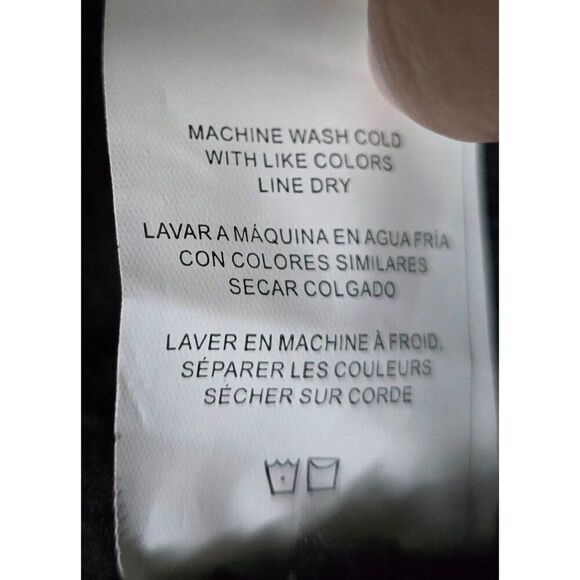 MACHINE WASH COLD
WITH LIKE COLORS
LINE DRY
LAVAR A MÁQUINA EN AGUA FRÍA
CON COLORES SIMILARES
SECAR COLGADO
LAVER EN MACHINE À FROID,
SÉPARER LES COULEURS
SÉCHER SUR CORDE